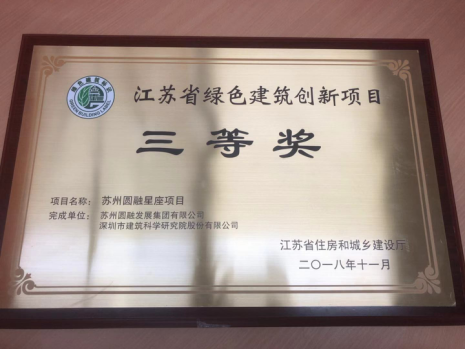 江苏省绿色建筑创新项目
三等奖
项目名称： 苏州圆融星座项目
完成单位： 苏州圆融发展集团有限公司
深圳市建筑科学研究院股份有限公司
江苏省住房和城乡建设厅
二〇一八年十一月